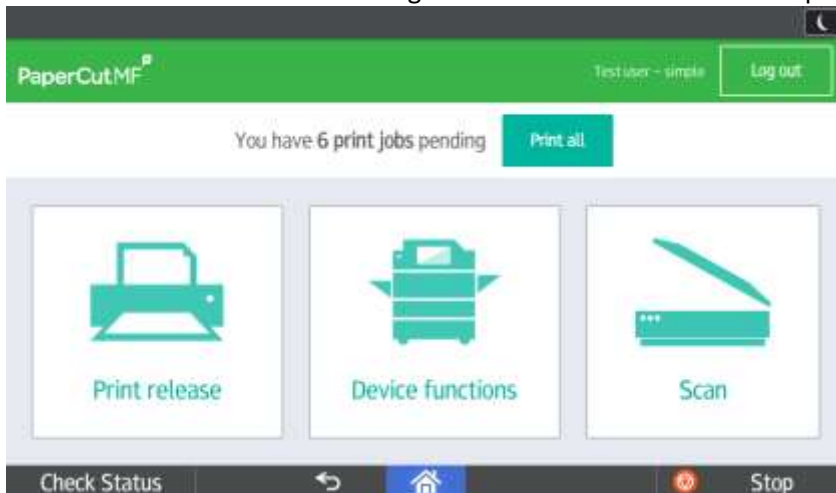 PaperCutMF
Test user - simple
Log out
You have 6 print jobs pending
Print all
Print release
Device functions
Scan
Check Status
Stop